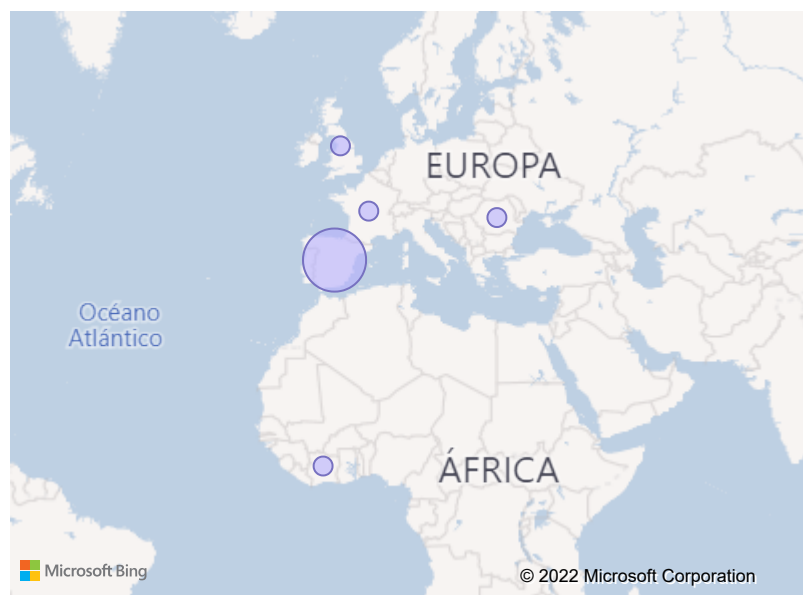 EUROPA
Océano
Atlántico
ÁFRICA
Microsoft Bing
© 2022 Microsoft Corporation